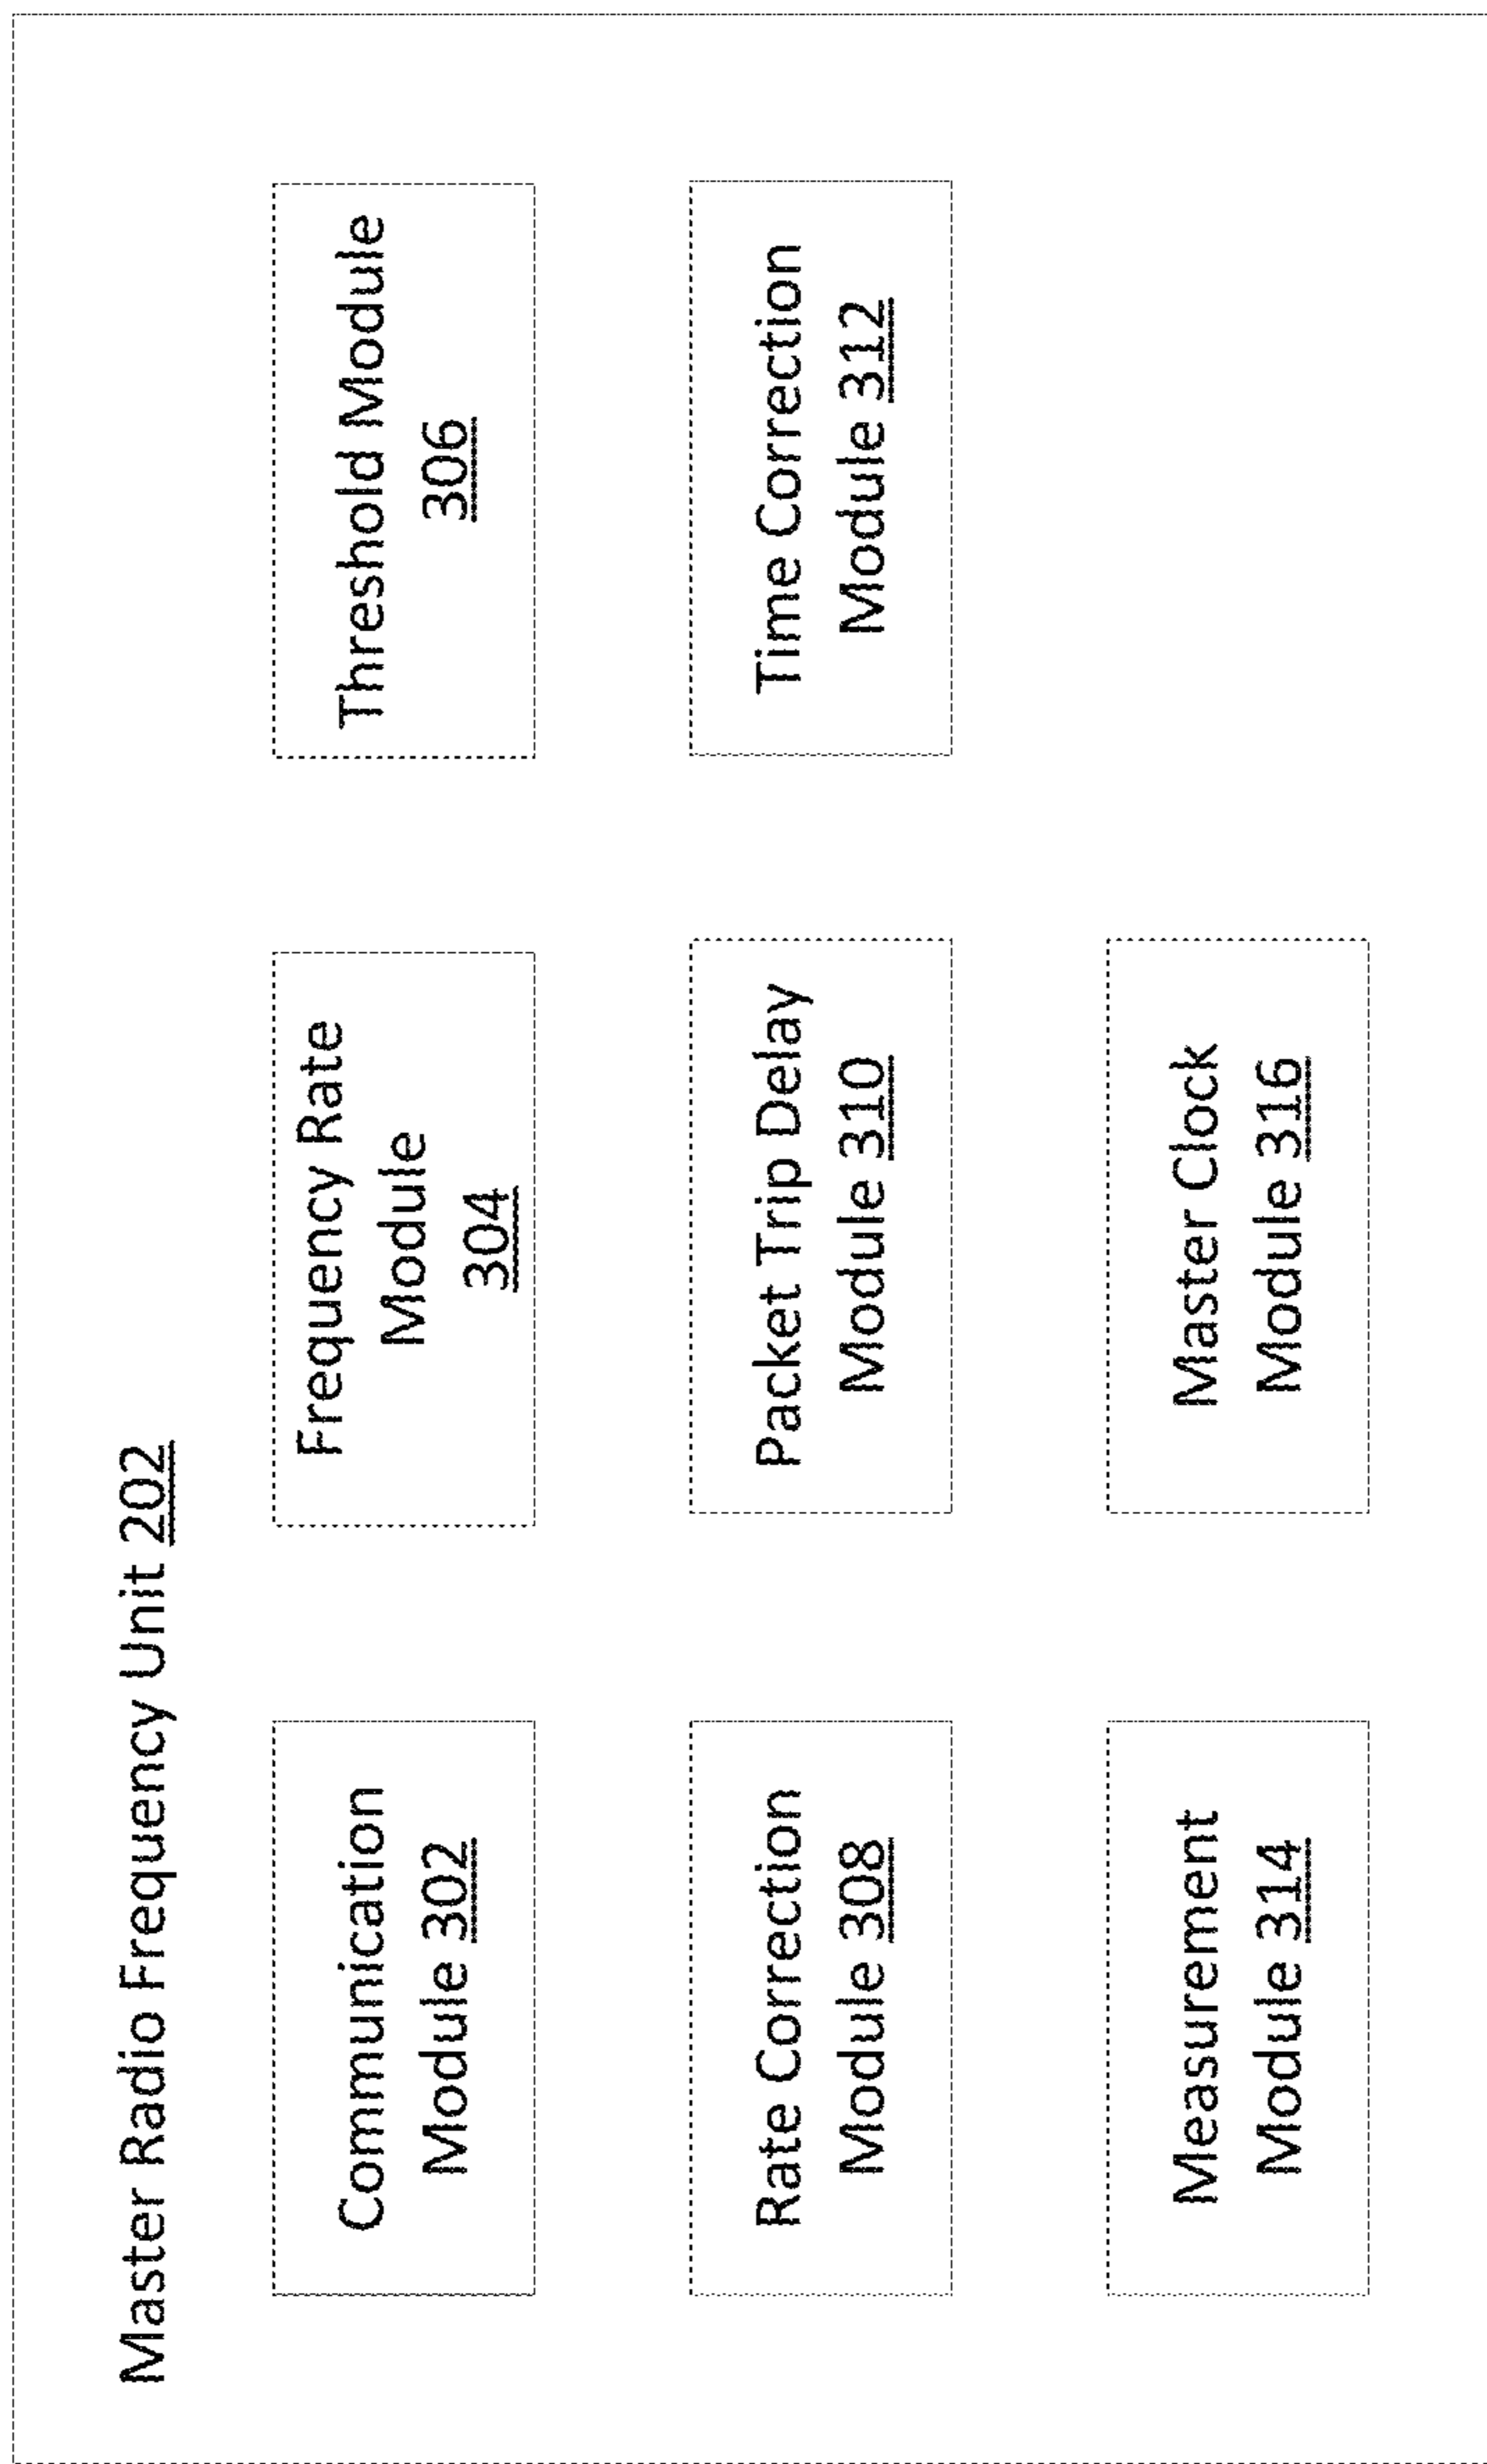 Master Radio Frequency Unit 202
Communication
Module 302
Frequency Rate
Module
304
Threshold Module
306
Rate Correction
Module 308
Packet Trip Delay
Module 310
Time Correction
Module 312
Measurement
Module 314
Master Clock
Module 316